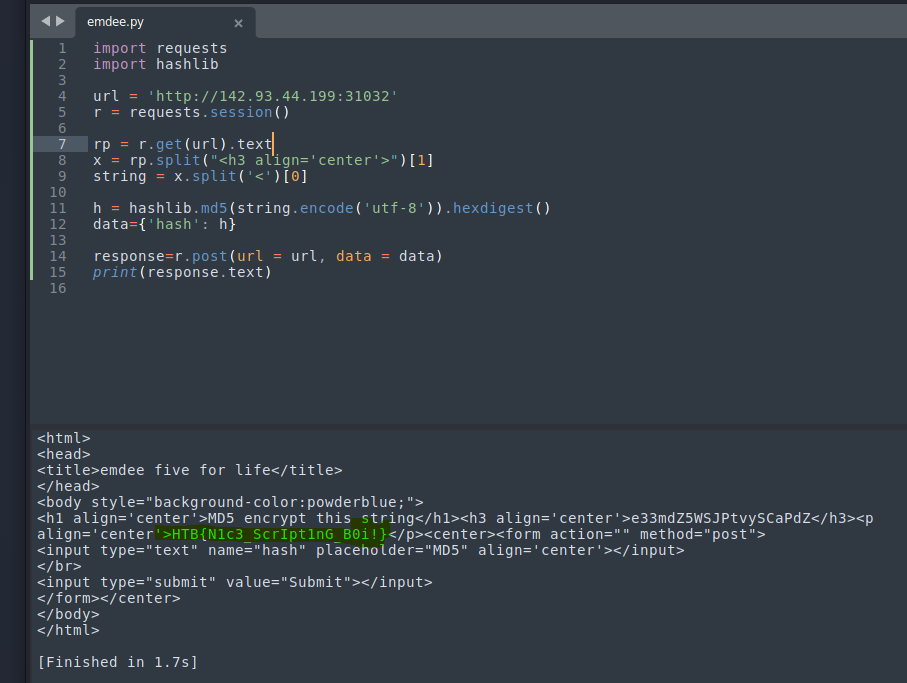 emdee.py ×
1 import requests
2 import hashlib
3
4 url = 'http://142.93.44.199:31032'
5 r = requests.session()
6
7 rp = r.get(url).text
8 x = rp.split("<h3 align='center'>")[1]
9 string = x.split('<')[0]
10
11 h = hashlib.md5(string.encode('utf-8')).hexdigest()
12 data={'hash': h}
13
14 response=r.post(url = url, data = data)
15 print(response.text)
16
<html>
<head>
<title>emdee five for life</title>
</head>
<body style="background-color:powderblue;">
<h1 align='center'>MD5 encrypt this string</h1><h3 align='center'>e33mdZ5WSJPtvySCaPdZ</h3><p
align='center'>HTB{N1c3_ScrIpt1nG_B0i!}</p><center><form action="" method="post">
<input type="text" name="hash" placeholder="MD5" align='center'></input>
</br>
<input type="submit" value="Submit"></input>
</form></center>
</body>
</html>
[Finished in 1.7s]